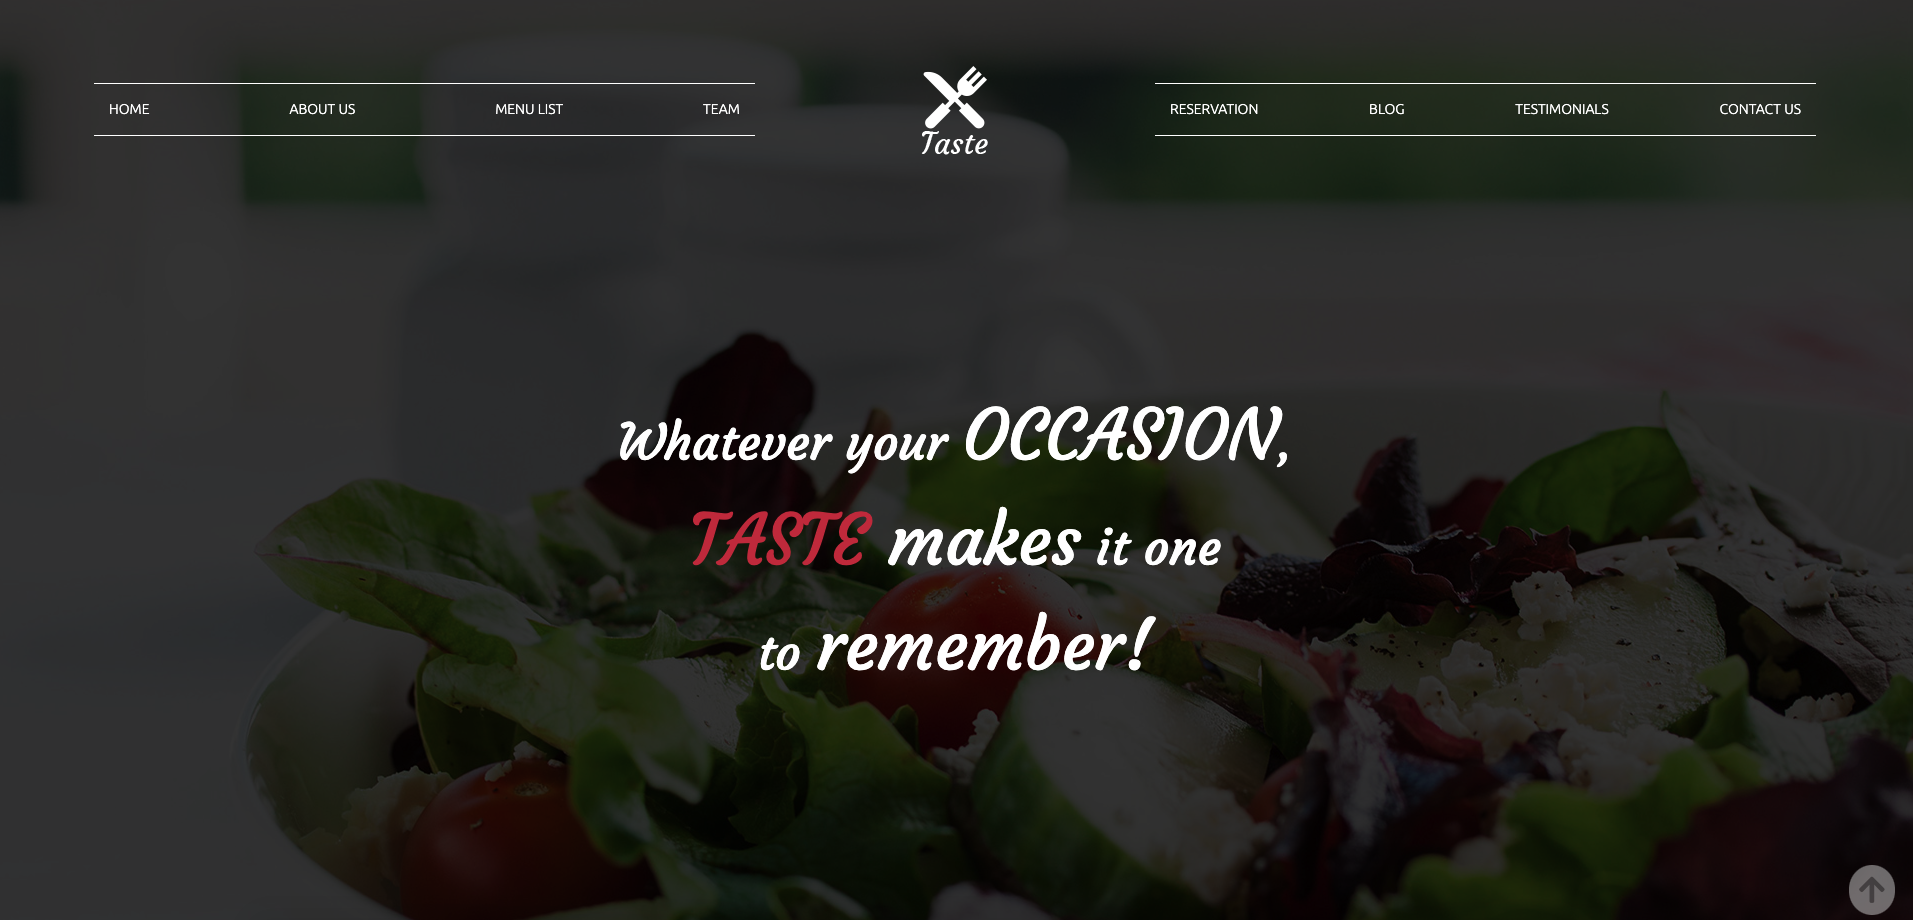 HOME ABOUT US MENU LIST TEAM
Taste
RESERVATION BLOG TESTIMONIALS CONTACT US
Whatever your OCCASION,
TASTE makes it one
to remember!